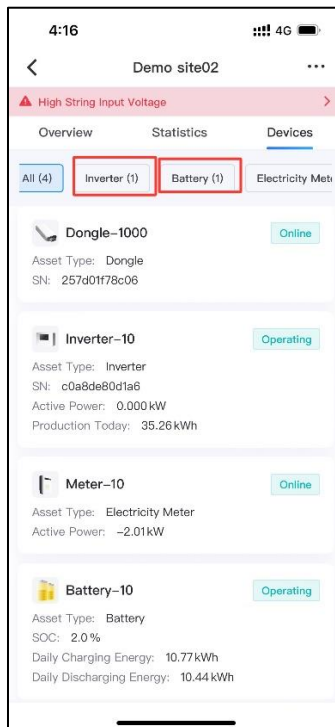 4:16
4G
Demo site02
High String Input Voltage
Overview Statistics Devices
All (4) Inverter (1) Battery (1) Electricity Met
Dongle-1000 Online
Asset Type: Dongle
SN: 257d01f78c06
Inverter-10 Operating
Asset Type: Inverter
SN: c0a8de80d1a6
Active Power: 0.000 kW
Production Today: 35.26 kWh
Meter-10 Online
Asset Type: Electricity Meter
Active Power: -2.01 kW
Battery-10 Operating
Asset Type: Battery
SOC: 2.0 %
Daily Charging Energy: 10.77 kWh
Daily Discharging Energy: 10.44 kWh